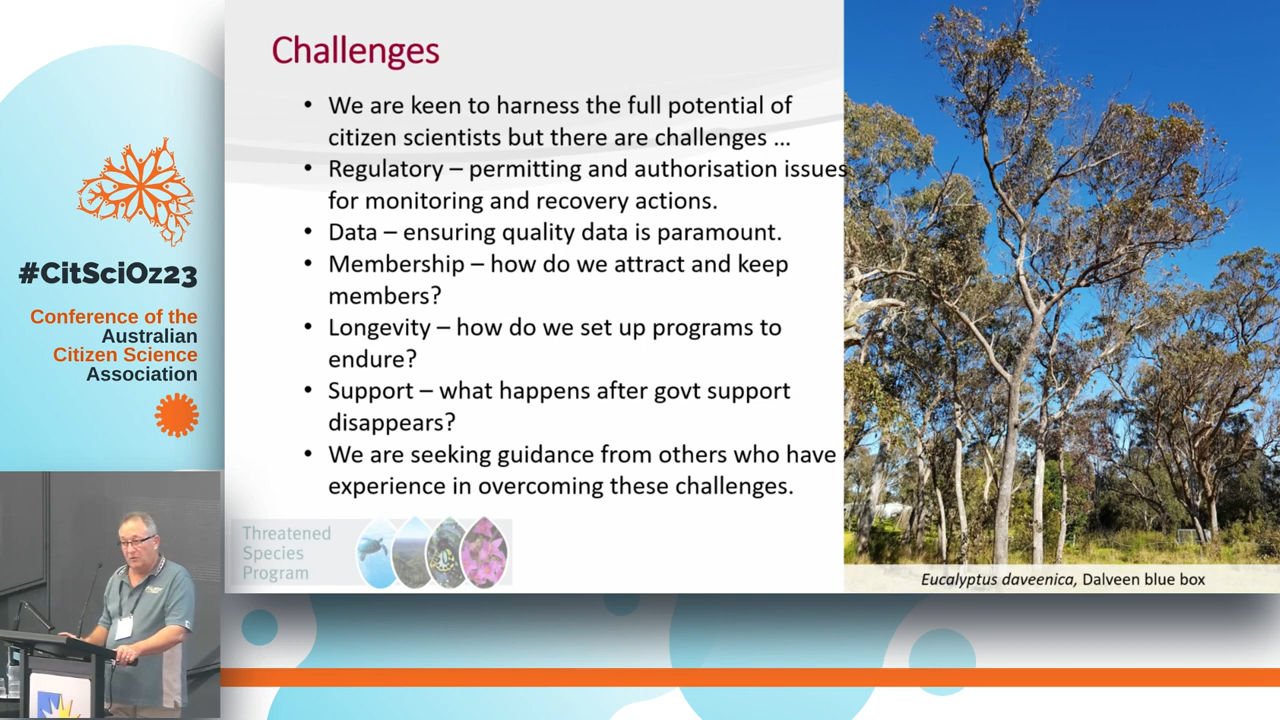 #CitSciOz23
Conference of the
Australian
Citizen Science
Association
Challenges
• We are keen to harness the full potential of
citizen scientists but there are challenges ...
• Regulatory – permitting and authorisation issues
for monitoring and recovery actions.
• Data – ensuring quality data is paramount.
• Membership – how do we attract and keep
members?
• Longevity – how do we set up programs to
endure?
• Support – what happens after govt support
disappears?
• We are seeking guidance from others who have
experience in overcoming these challenges.
Threatened
Species
Program
Eucalyptus daveenica, Dalveen blue box